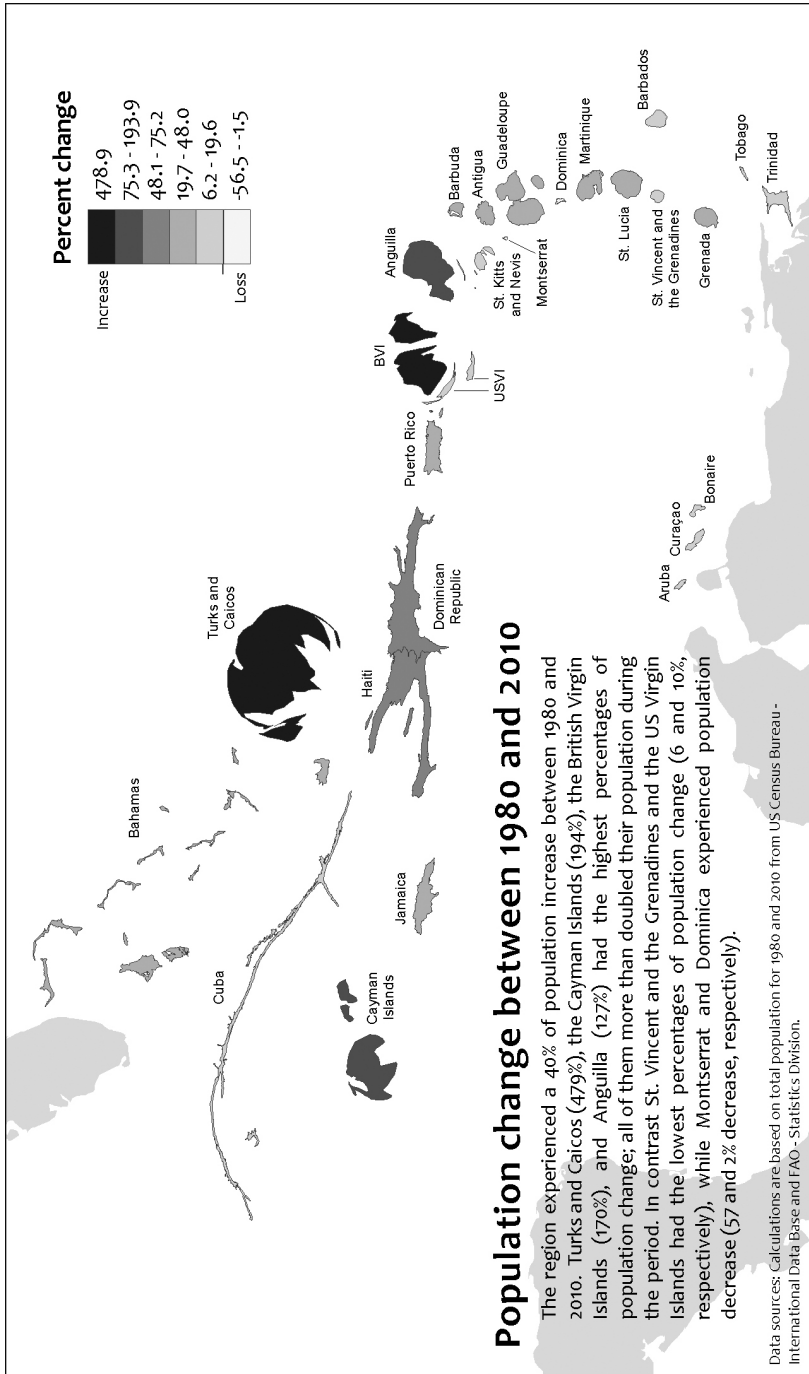 Percent change
Increase
478.9
75.3 - 193.9
48.1 - 75.2
19.7 - 48.0
6.2 - 19.6
Loss
-56.5 - -1.5
Bahamas
Turks and
Caicos
Cuba
Cayman
Islands
Jamaica
Haiti
Dominican
Republic
Puerto Rico
BVI
USVI
Anguilla
Barbuda
Antigua
St. Kitts
and Nevis
Guadeloupe
Montserrat
Dominica
Martinique
St. Lucia
Barbados
St. Vincent and
the Grenadines
Grenada
Tobago
Trinidad
Aruba
Curaçao
Bonaire
Population change between 1980 and 2010
The region experienced a 40% of population increase between 1980 and
2010. Turks and Caicos (479%), the Cayman Islands (194%), the British Virgin
Islands (170%), and Anguilla (127%) had the highest percentages of
population change; all of them more than doubled their population during
the period. In contrast St. Vincent and the Grenadines and the US Virgin
Islands had the lowest percentages of population change (6 and 10%,
respectively), while Montserrat and Dominica experienced population
decrease (57 and 2% decrease, respectively).
Data sources: Calculations are based on total population for 1980 and 2010 from US Census Bureau -
International Data Base and FAO - Statistics Division.